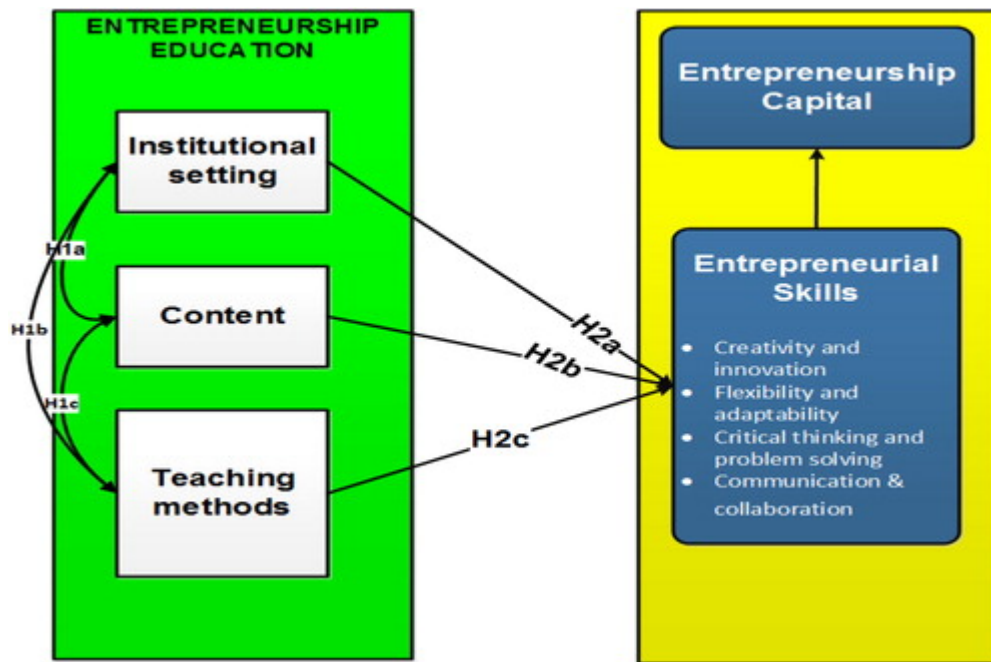 ENTREPRENEURSHIP
EDUCATION
Institutional
setting
H1a
Content
H1b
H1c
Teaching
methods
H2a
H2b
H2c
Entrepreneurship
Capital
Entrepreneurial
Skills
• Creativity and
innovation
• Flexibility and
adaptability
• Critical thinking and
problem solving
• Communication &
collaboration